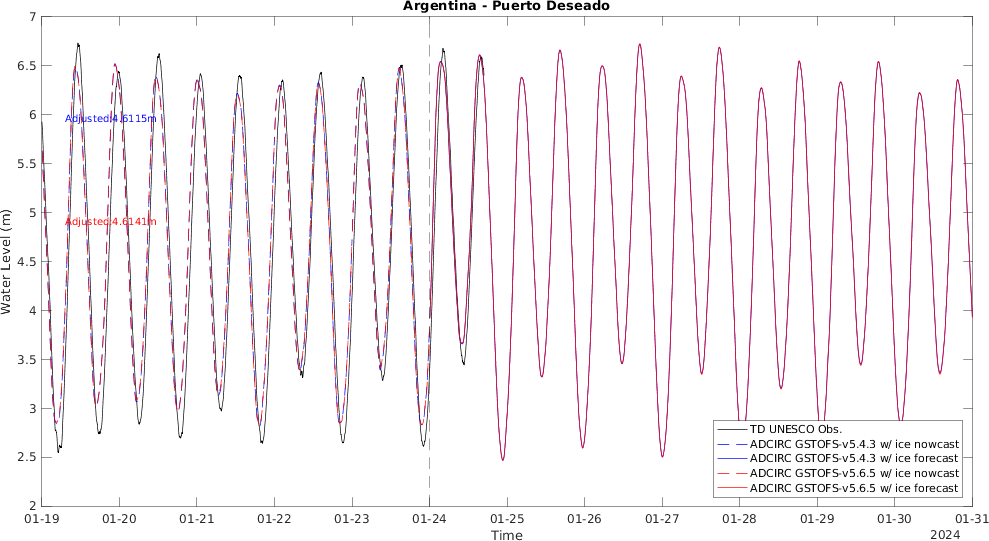 Argentina - Puerto Deseado
7
6.5
6
5.5
5
4.5
4
3.5
3
2.5
2
Water Level (m)
Adjusted:4.6115m
Adjusted:4.6141m
TD UNESCO Obs.
ADCIRC GSTOFS-v5.4.3 w/ ice nowcast
ADCIRC GSTOFS-v5.4.3 w/ ice forecast
ADCIRC GSTOFS-v5.6.5 w/ ice nowcast
ADCIRC GSTOFS-v5.6.5 w/ ice forecast
01-19 01-20 01-21 01-22 01-23 01-24 01-25 01-26 01-27 01-28 01-29 01-30 01-31
Time
2024